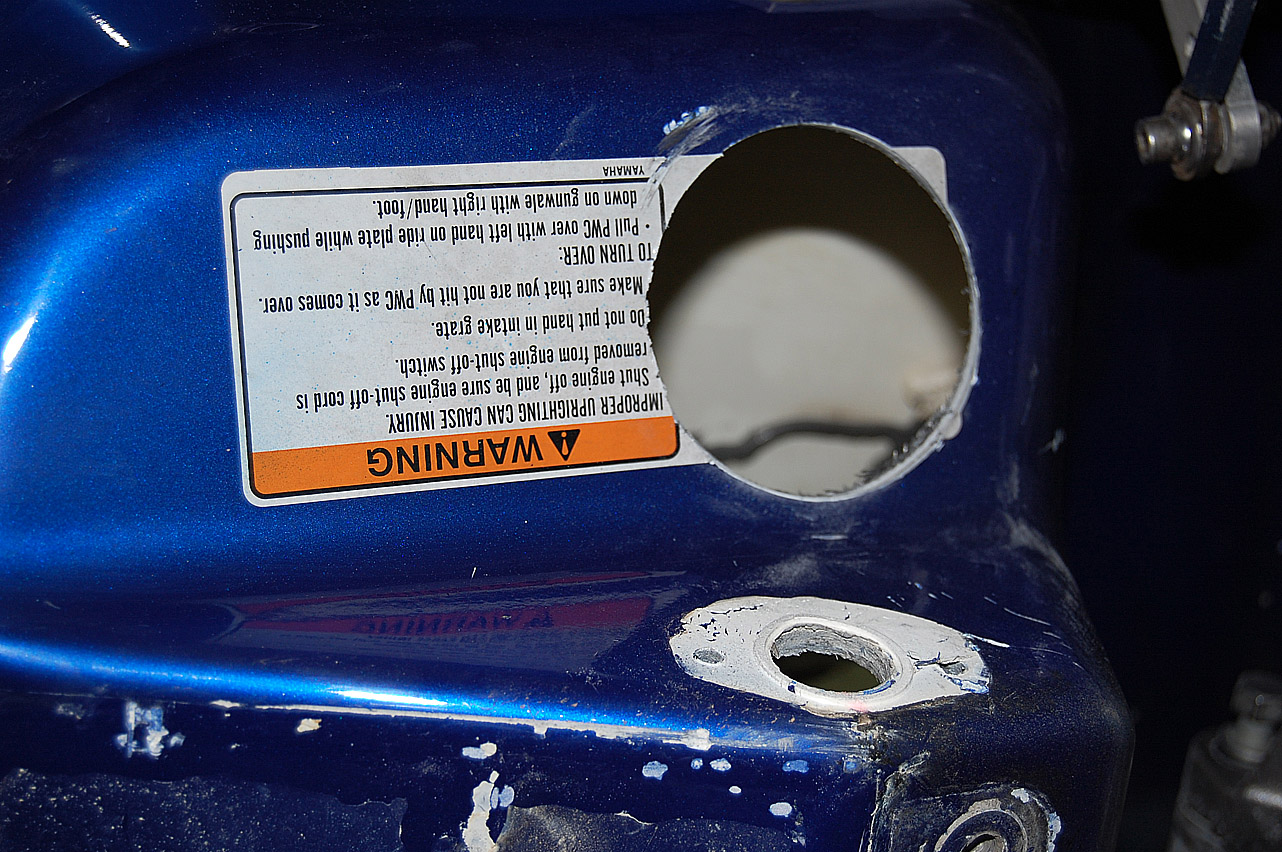 ⚠WARNING
IMPROPER UPRIGHTING CAN CAUSE INJURY.
• Shut engine off, and be sure engine shut-off cord is
removed from engine shut-off switch.
Do not put hand in intake grate.
Make sure that you are not hit by PWC as it comes over.
TO TURN OVER:
• Pull PWC over with left hand on ride plate while pushing
down on gunwale with right hand/foot.
YAMAHA